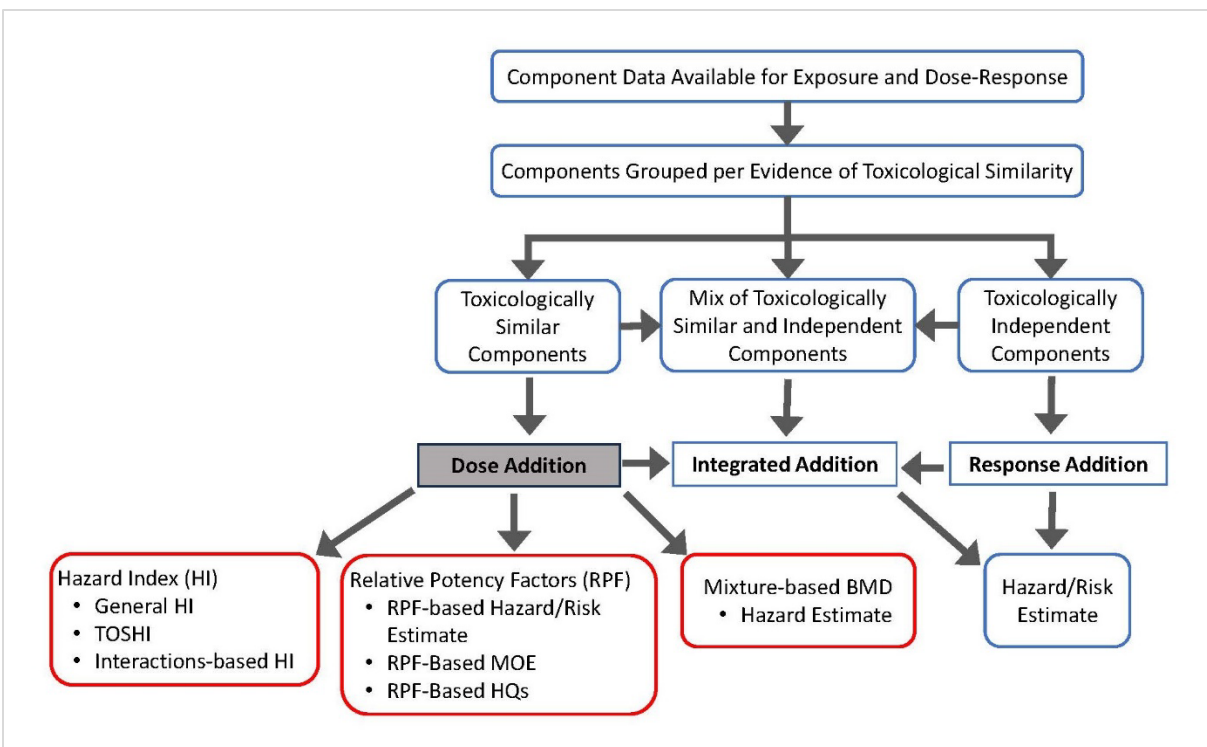 Component Data Available for Exposure and Dose-Response
Components Grouped per Evidence of Toxicological Similarity
Toxicologically
Similar
Components
Mix of Toxicologically
Similar and Independent
Components
Toxicologically
Independent
Components
Dose Addition
Integrated Addition
Response Addition
Hazard Index (HI)
• General HI
• TOSHI
• Interactions-based HI
Relative Potency Factors (RPF)
• RPF-based Hazard/Risk
Estimate
• RPF-Based MOE
• RPF-Based HQs
Mixture-based BMD
• Hazard Estimate
Hazard/Risk
Estimate